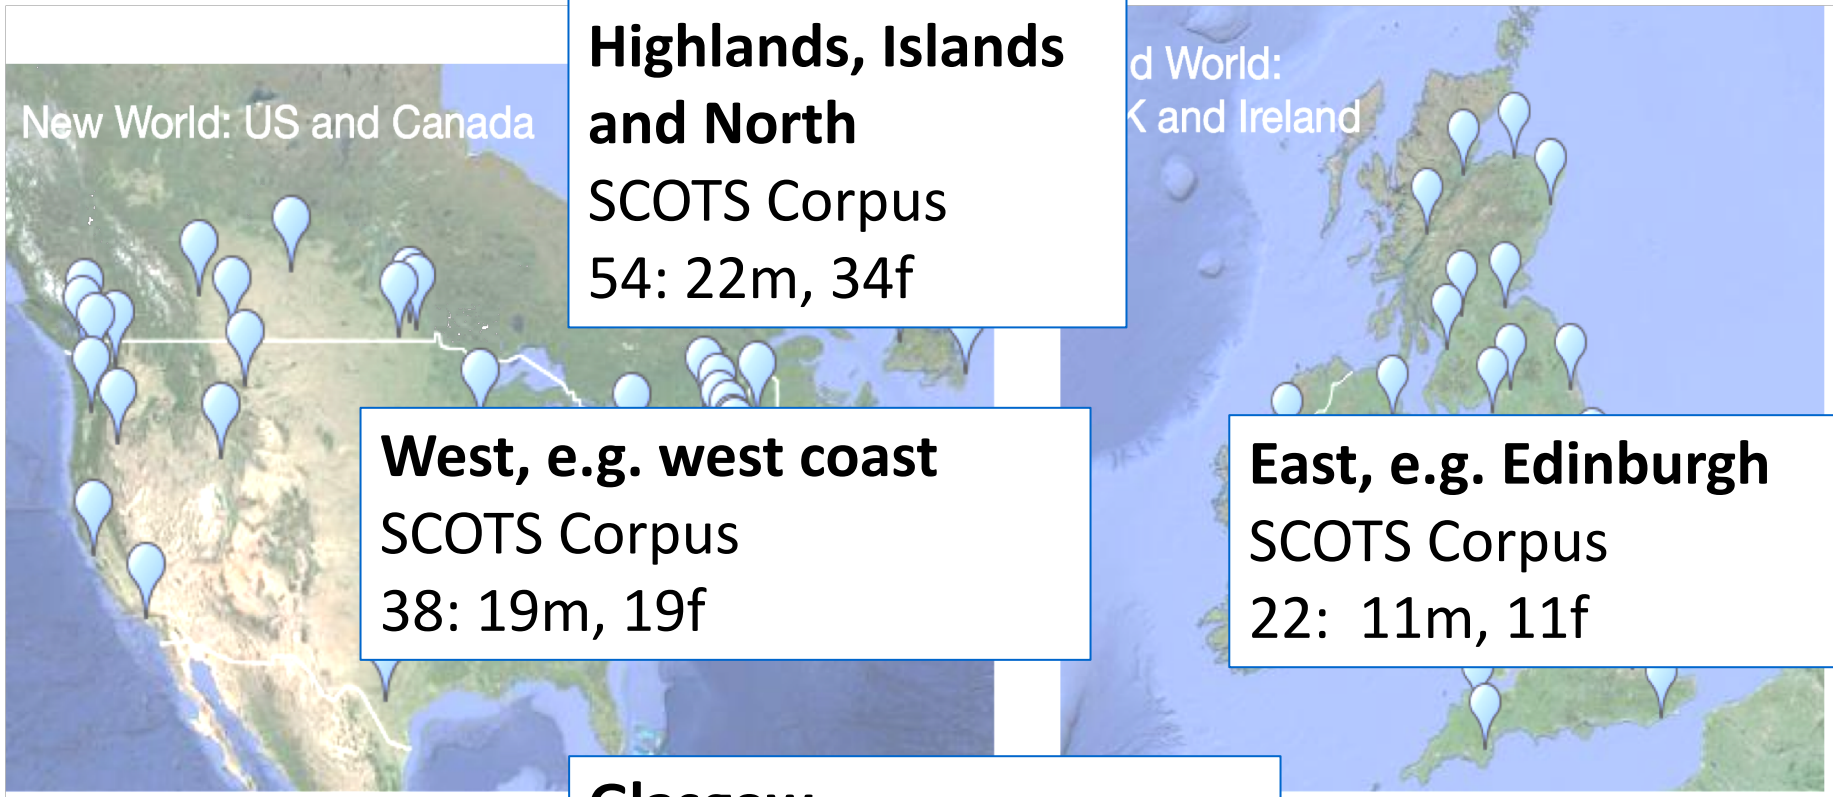 New World: US and Canada
Highlands, Islands
and North
SCOTS Corpus
54: 22m, 34f
d World:
K and Ireland
West, e.g. west coast
SCOTS Corpus
38: 19m, 19f
East, e.g. Edinburgh
SCOTS Corpus
22: 11m, 11f
Glasgow